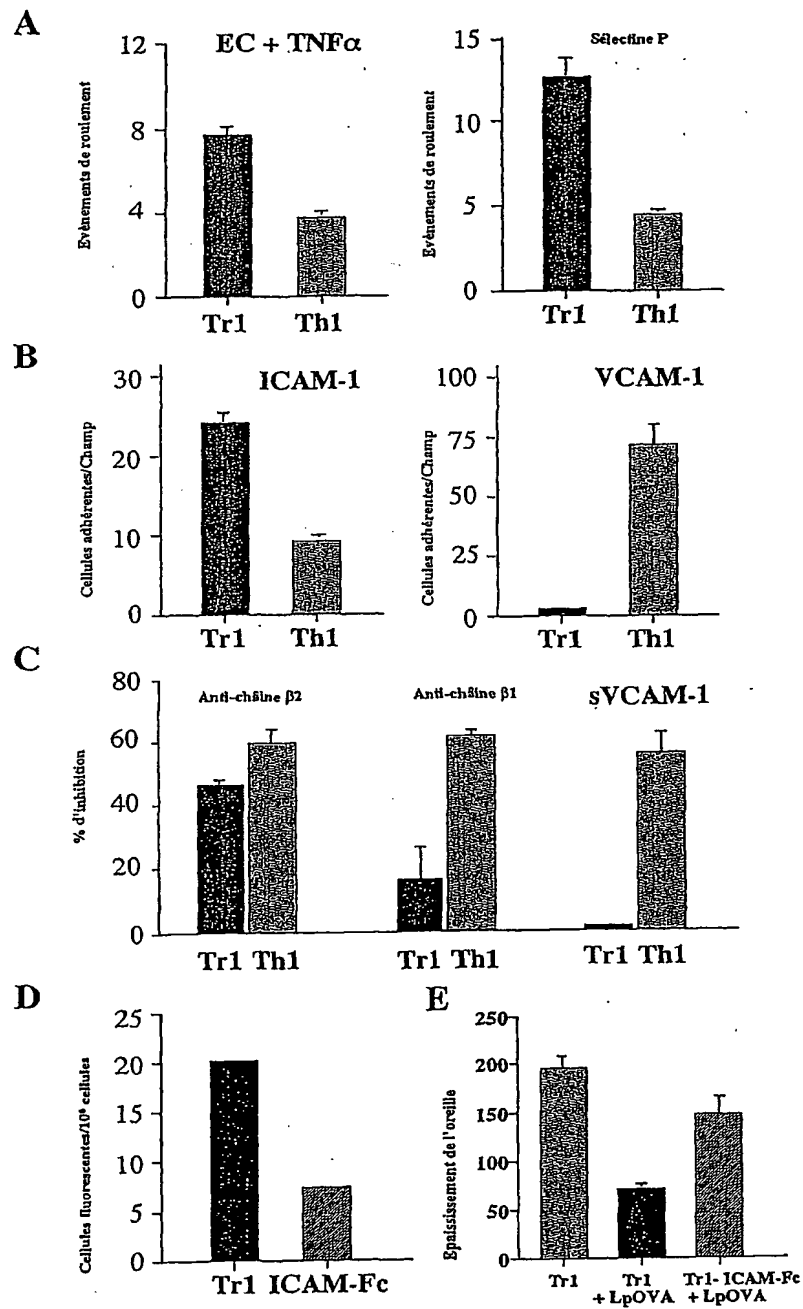 A
EC + TNFα
Evènements de roulement
12
8
4
0
Tr1 Th1
Sélectine P
Evènements de roulement
15
10
5
0
Tr1 Th1
B
ICAM-1
Cellules adhérentes/Champ
30
20
10
0
Tr1 Th1
VCAM-1
Cellules adhérentes/Champ
100
75
50
25
0
Tr1 Th1
C
% d'inhibition
80
60
40
20
0
Anti-chaîne β2
Anti-chaîne β1
sVCAM-1
Tr1 Th1
Tr1 Th1
Tr1 Th1
D
Cellules fluorescentes/10⁶ cellules
25
20
15
10
5
0
Tr1 ICAM-Fc
E
Epaississement de l'oreille
250
200
150
100
50
0
Tr1
Tr1
+ LpOVA
Tr1- ICAM-Fc
+ LpOVA